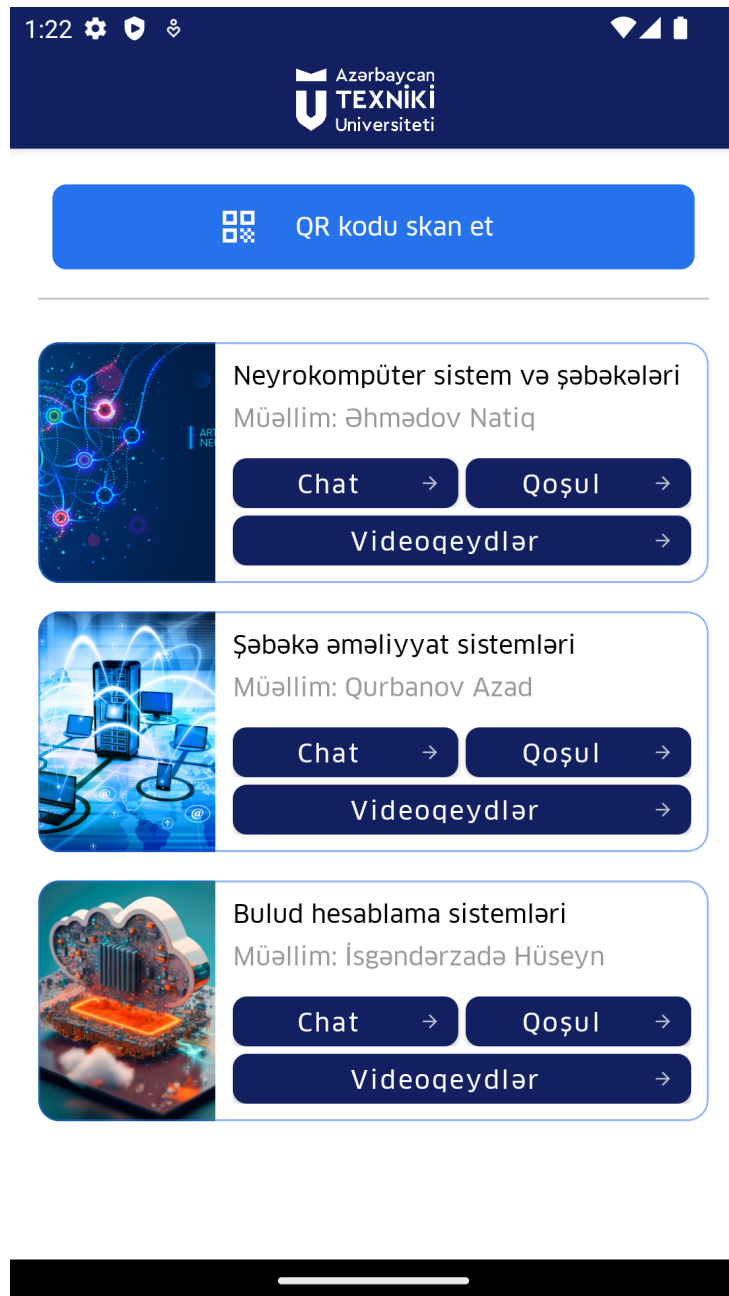 1:22
Azərbaycan
TEXNİKİ
Universiteti
QR kodu skan et
Neyrokompüter sistem və şəbəkələri
Müəllim: Əhmədov Natiq
Chat
Qoşul
Videoqeydlər
Şəbəkə əməliyyat sistemləri
Müəllim: Qurbanov Azad
Chat
Qoşul
Videoqeydlər
Bulud hesablama sistemləri
Müəllim: İsgəndərzadə Hüseyn
Chat
Qoşul
Videoqeydlər